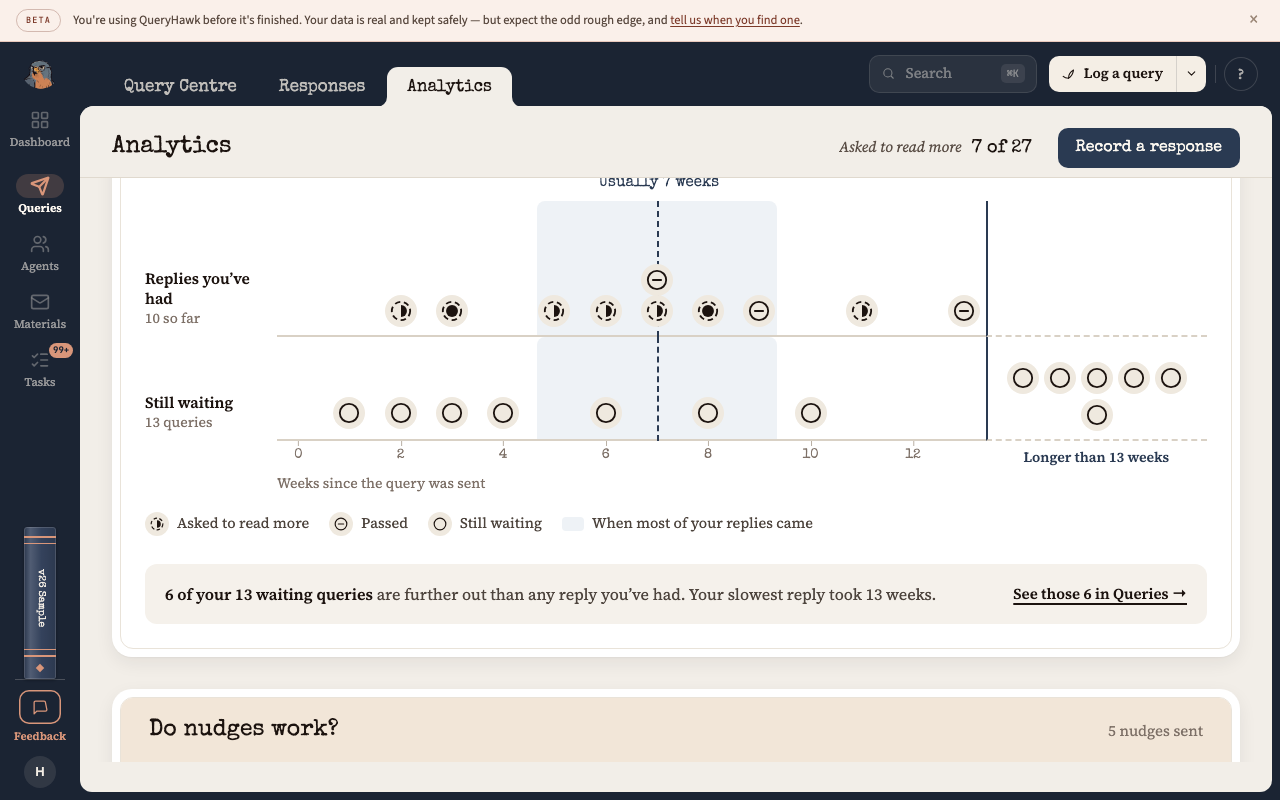 BETA
You're using QueryHawk before it's finished. Your data is real and kept safely — but expect the odd rough edge, and tell us when you find one.
×
Query Centre
Responses
Analytics
Search
⌘K
Log a query
?
Dashboard
Queries
Agents
Materials
99+
Tasks
v26 Sample
Feedback
H
Analytics
Asked to read more 7 of 27
Record a response
usually 7 weeks
Replies you've
had
10 so far
Still waiting
13 queries
0 2 4 6 8 10 12
Longer than 13 weeks
Weeks since the query was sent
Asked to read more
Passed
Still waiting
When most of your replies came
6 of your 13 waiting queries are further out than any reply you've had. Your slowest reply took 13 weeks.
See those 6 in Queries →
Do nudges work?
5 nudges sent